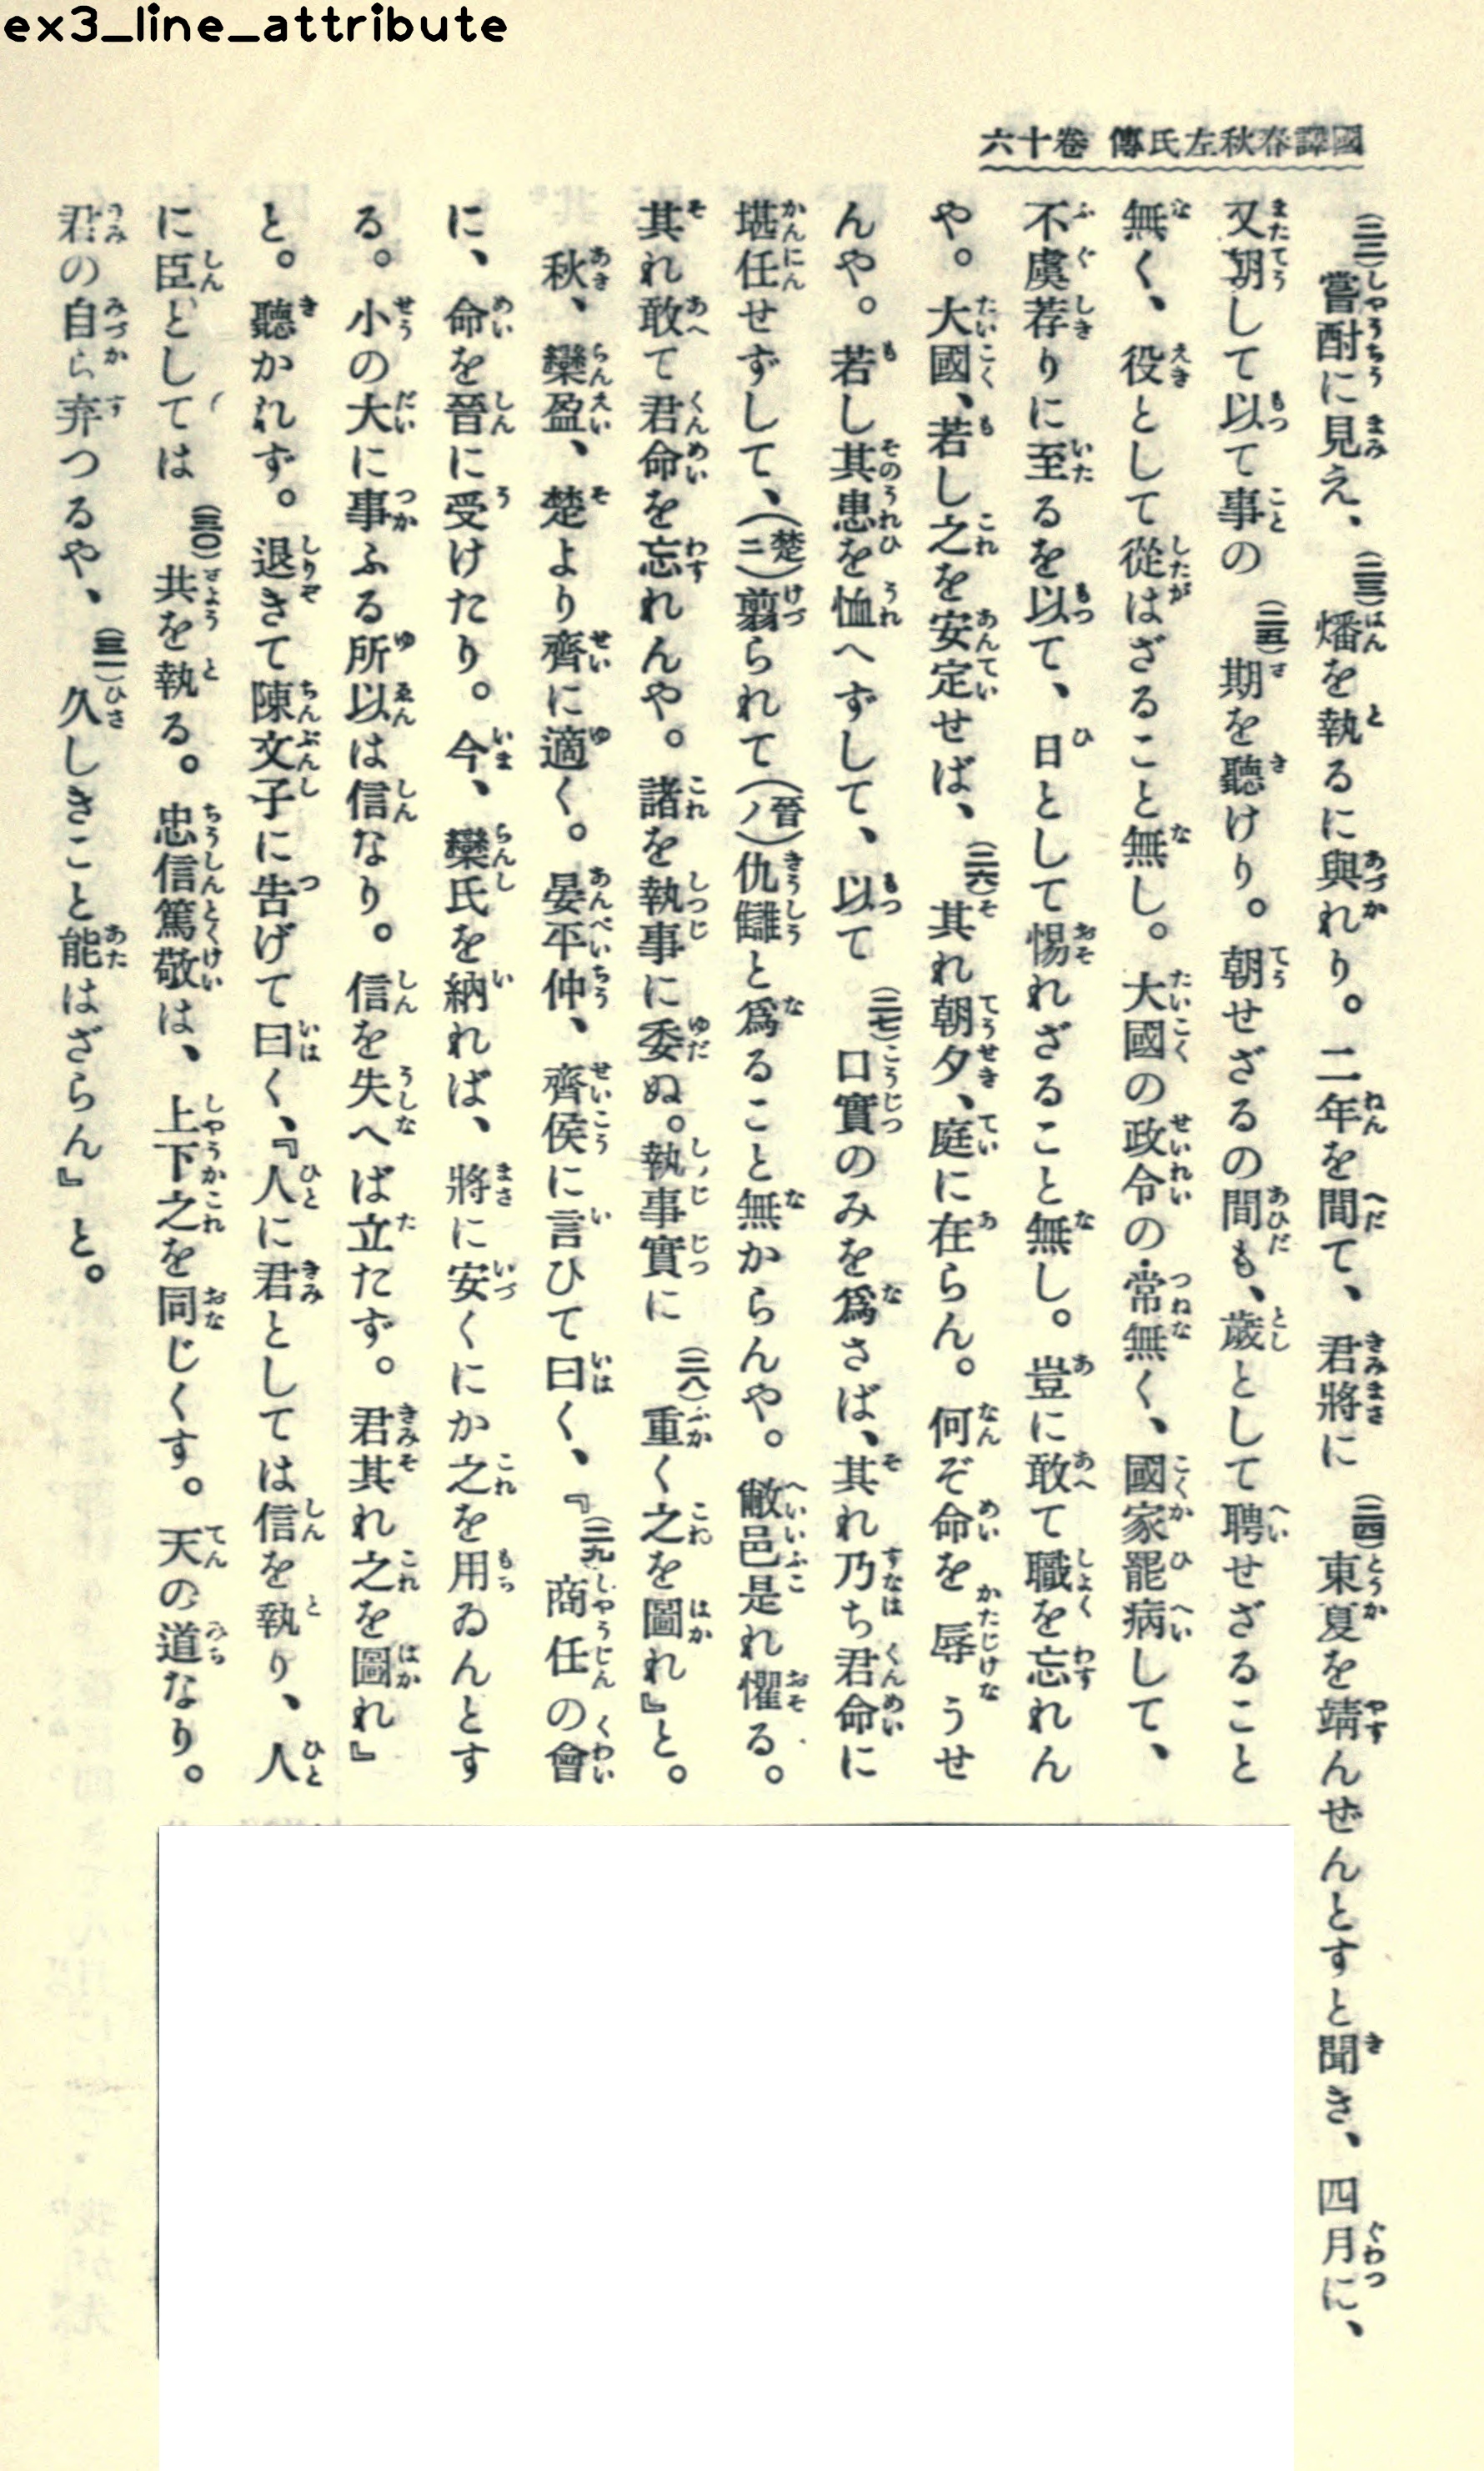 ex3_line_attribute
國譯春秋左氏傳 卷十六
(二二)嘗酎に見え、(二三)燔を執るに與れり。二年を間て、君將に(二四)東夏を靖んぜんとすと聞き、四月に、
又朝して以て事の(二五)期を聽けり。朝せざるの間も、歲として聘せざること
無く、役として從はざること無し。大國の政令の常無く、國家罷病して、
不虞荐りに至るを以て、日として惕れざること無し。豈に敢て職を忘れん
や。大國、若し之を安定せば、(二六)其れ朝夕、庭に在らん。何ぞ命を辱うせ
んや。若し其患を恤へずして、以て(二七)口實のみを爲さば、其れ乃ち君命に
堪任せずして、(楚ニ)翦られて(晉ノ)仇讎と爲ること無からんや。敝邑是れ懼る。
其れ敢て君命を忘れんや。諸を執事に委ぬ。執事實に(二八)重く之を圖れ』と。
秋、欒盈、楚より齊に適く。晏平仲、齊侯に言ひて曰く、『(二九)商任の會
に、命を晉に受けたり。今、欒氏を納れば、將に安くにか之を用ゐんとす
る。小の大に事ふる所以は信なり。信を失へば立たず。君其れ之を圖れ』
と。聽かれず。退きて陳文子に告げて曰く、『人に君としては信を執り、人
に臣としては(三〇)共を執る。忠信篤敬は、上下之を同じくす。天の道なり。
君の自ら弃つるや、(三一)久しきこと能はざらん』と。